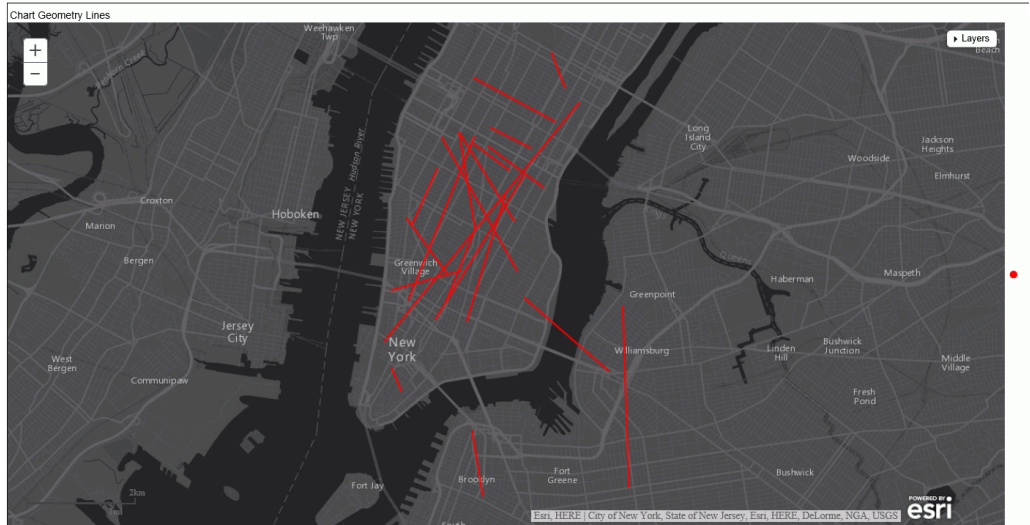 Chart Geometry Lines
Weehawken
Twp
+
−
Layers
Beach
Long
Island
City
Jackson
Heights
Woodside
Elmhurst
Hudson River
NEW JERSEY
NEW YORK
Croxton
Hoboken
Marion
Bergen
Greenwich
Village
Queens
Haberman
Maspeth
Greenpoint
Jersey
City
New
York
Williamsburg
Linden
Hill
Bushwick
Junction
Middle
Village
West
Bergen
Communipaw
Fresh
Pond
Fort Jay
Brooklyn
Fort
Greene
Bushwick
2km
South
Esri, HERE | City of New York, State of New Jersey, Esri, HERE, DeLorme, NGA, USGS
POWERED BY
esri